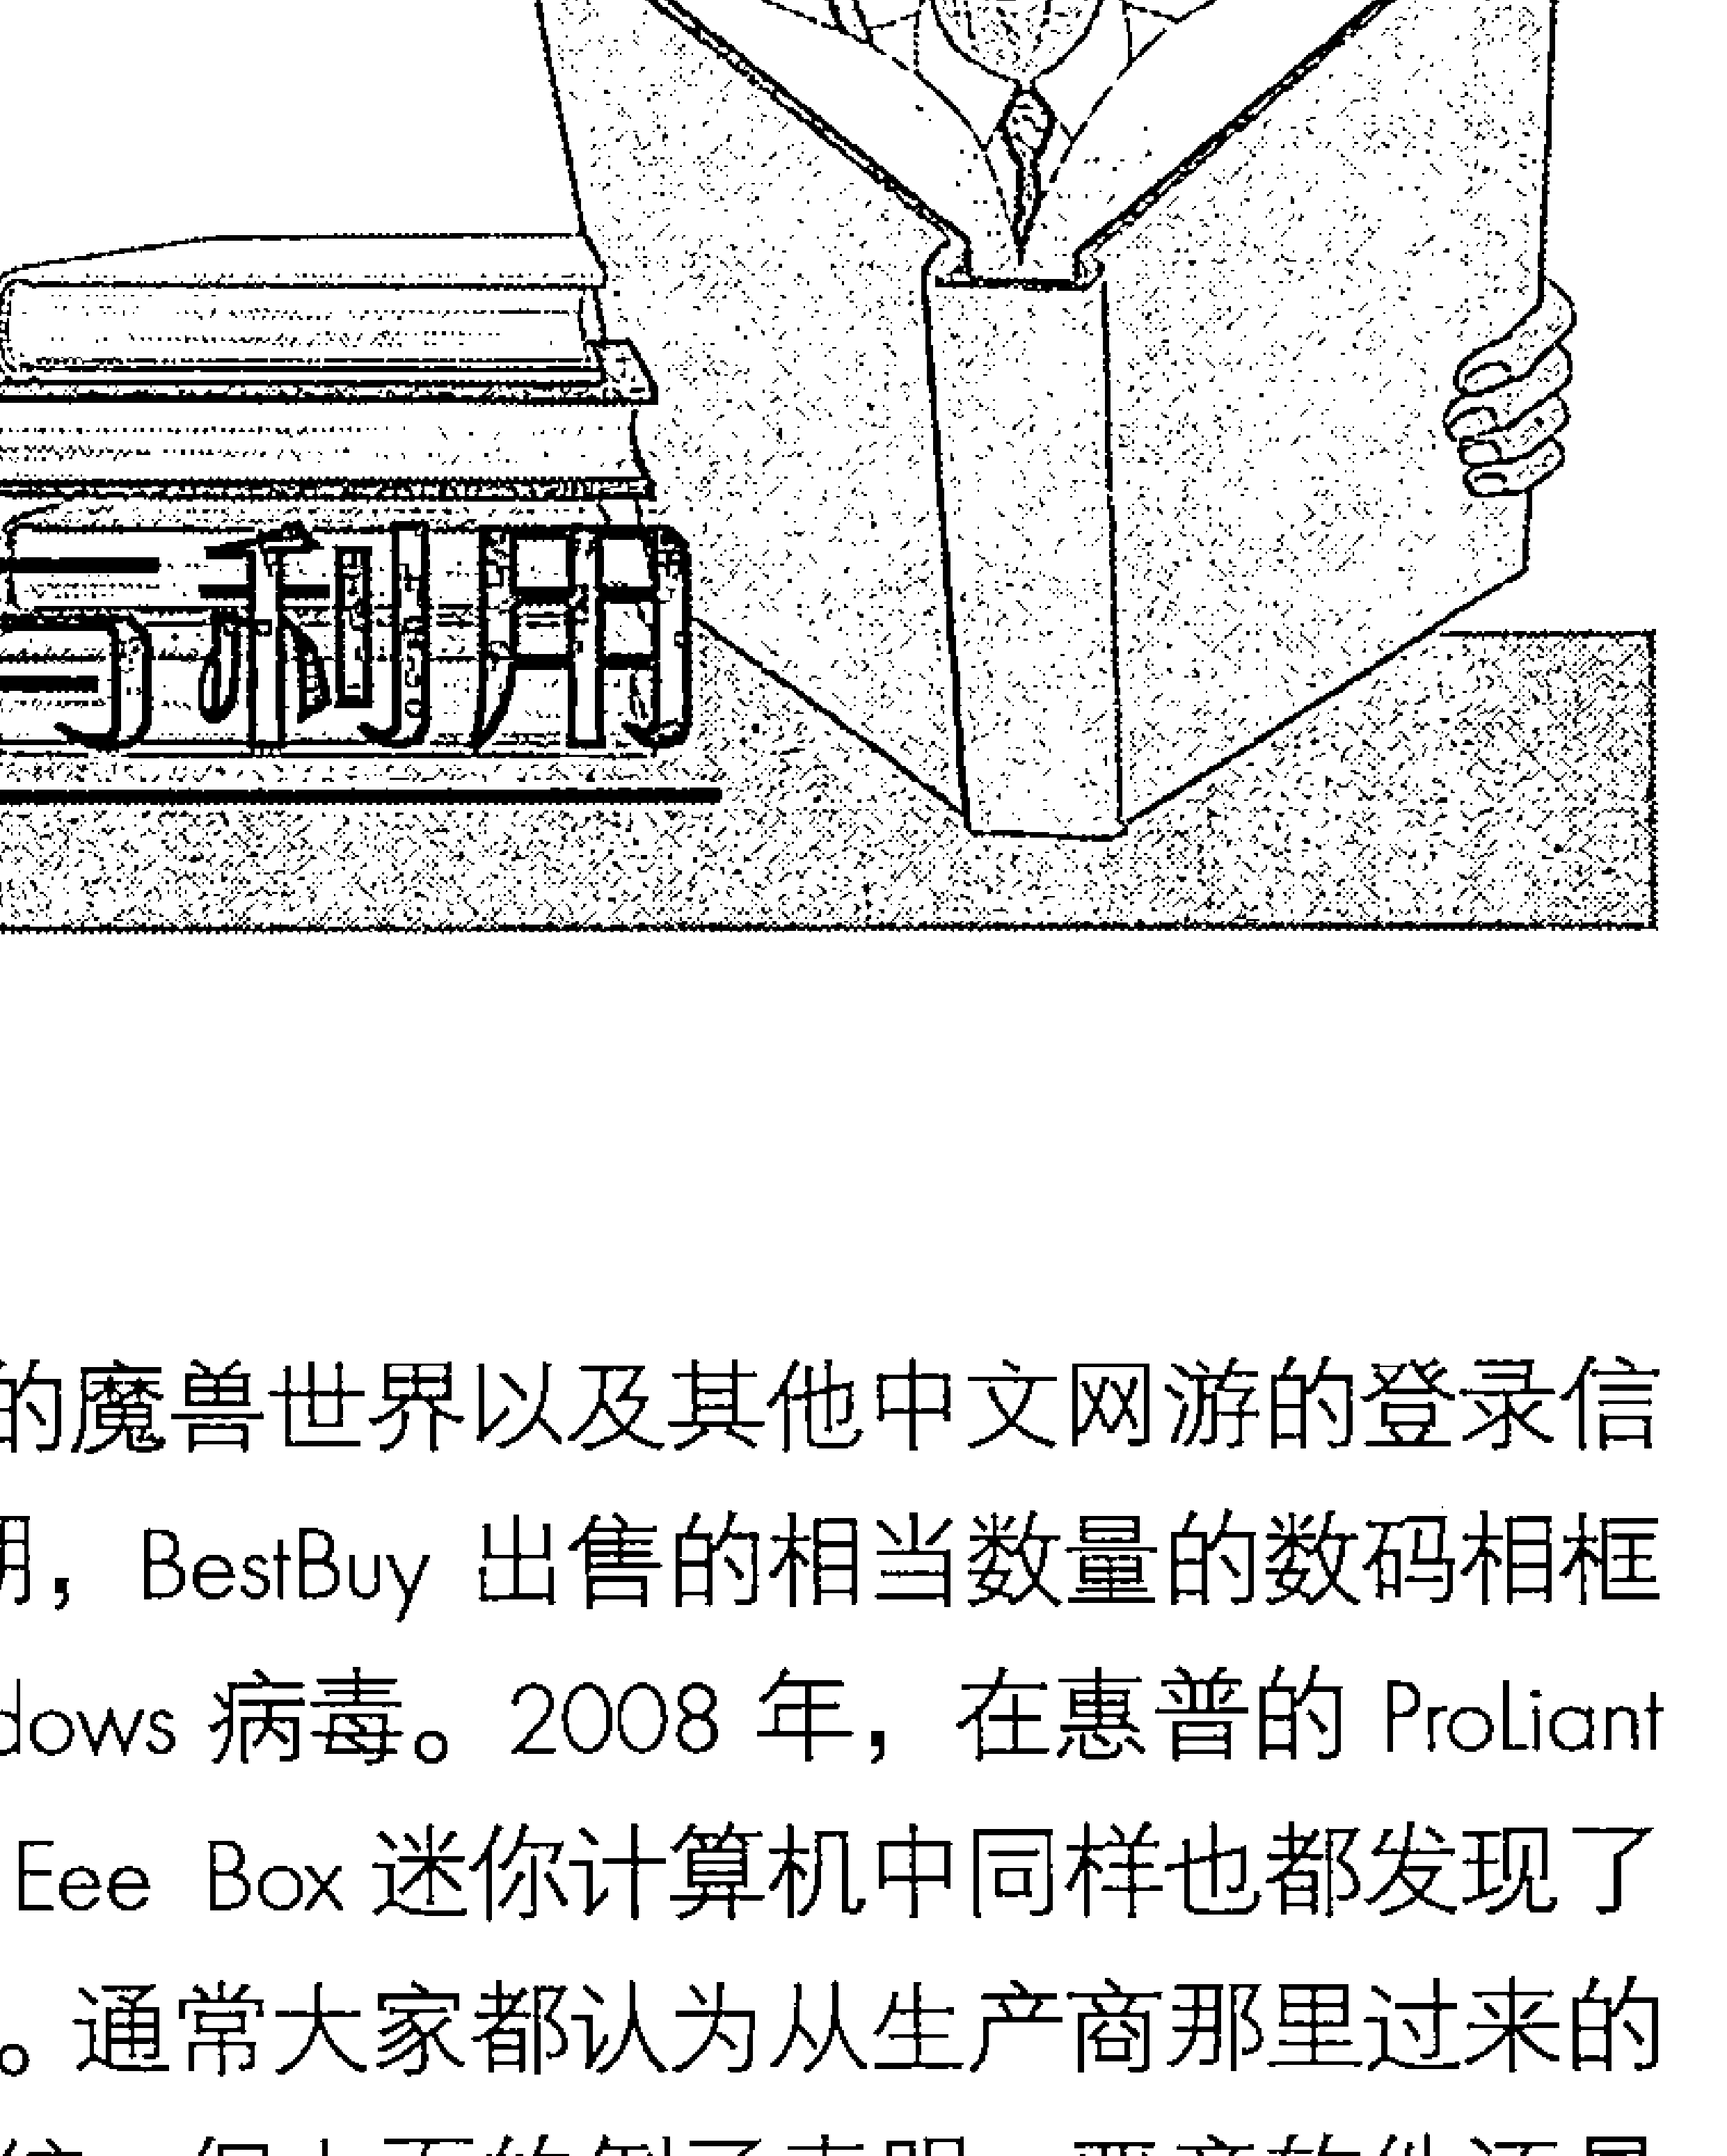 与利用
的魔兽世界以及其他中文网游的登录信
明，BestBuy 出售的相当数量的数码相框
dows 病毒。2008 年，在惠普的 ProLiant
Eee Box 迷你计算机中同样也都发现了
。通常大家都认为从生产商那里过来的